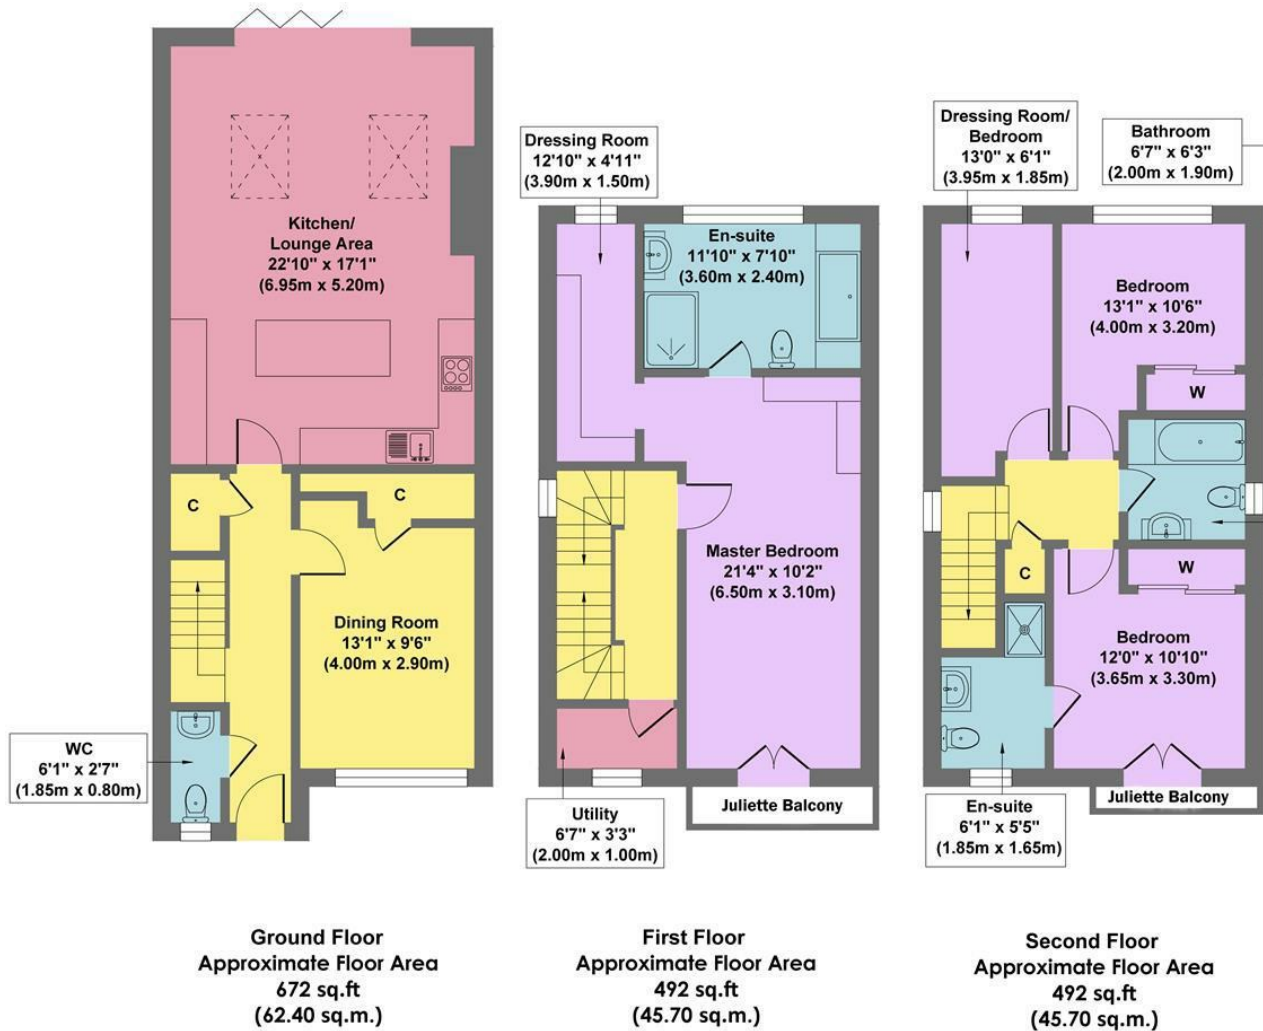 Kitchen/
Lounge Area
22'10" x 17'1"
(6.95m x 5.20m)
C
C
Dining Room
13'1" x 9'6"
(4.00m x 2.90m)
WC
6'1" x 2'7"
(1.85m x 0.80m)
Ground Floor
Approximate Floor Area
672 sq.ft
(62.40 sq.m.)
Dressing Room
12'10" x 4'11"
(3.90m x 1.50m)
En-suite
11'10" x 7'10"
(3.60m x 2.40m)
Master Bedroom
21'4" x 10'2"
(6.50m x 3.10m)
Utility
6'7" x 3'3"
(2.00m x 1.00m)
Juliette Balcony
First Floor
Approximate Floor Area
492 sq.ft
(45.70 sq.m.)
Dressing Room/
Bedroom
13'0" x 6'1"
(3.95m x 1.85m)
Bathroom
6'7" x 6'3"
(2.00m x 1.90m)
Bedroom
13'1" x 10'6"
(4.00m x 3.20m)
W
W
C
Bedroom
12'0" x 10'10"
(3.65m x 3.30m)
En-suite
6'1" x 5'5"
(1.85m x 1.65m)
Juliette Balcony
Second Floor
Approximate Floor Area
492 sq.ft
(45.70 sq.m.)